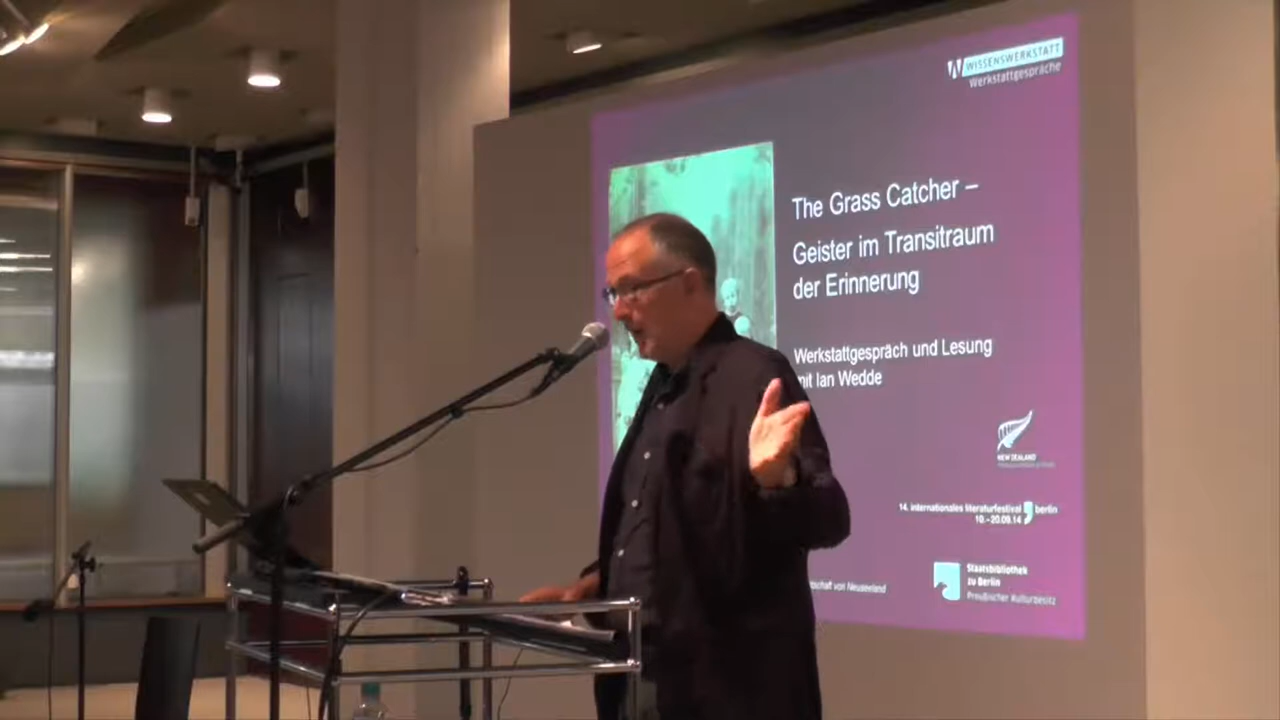 WISSENSWERKSTATT
Werkstattgespräche
The Grass Catcher –
Geister im Transitraum
der Erinnerung
Werkstattgespräch und Lesung
mit Ian Wedde
NEW ZEALAND
14. internationales literaturfestival berlin
10.–20.09.14
von Neuseeland
Staatsbibliothek
zu Berlin
Preußischer Kulturbesitz